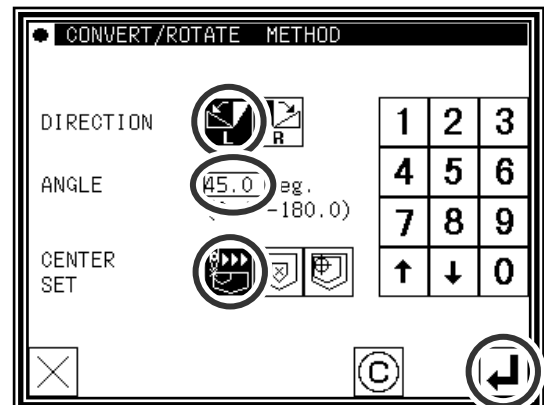 CONVERT/ROTATE METHOD
DIRECTION L R
1 2 3
ANGLE 45.0 eg.
-180.0)
4 5 6
7 8 9
CENTER
SET
↑ ↓ 0
C